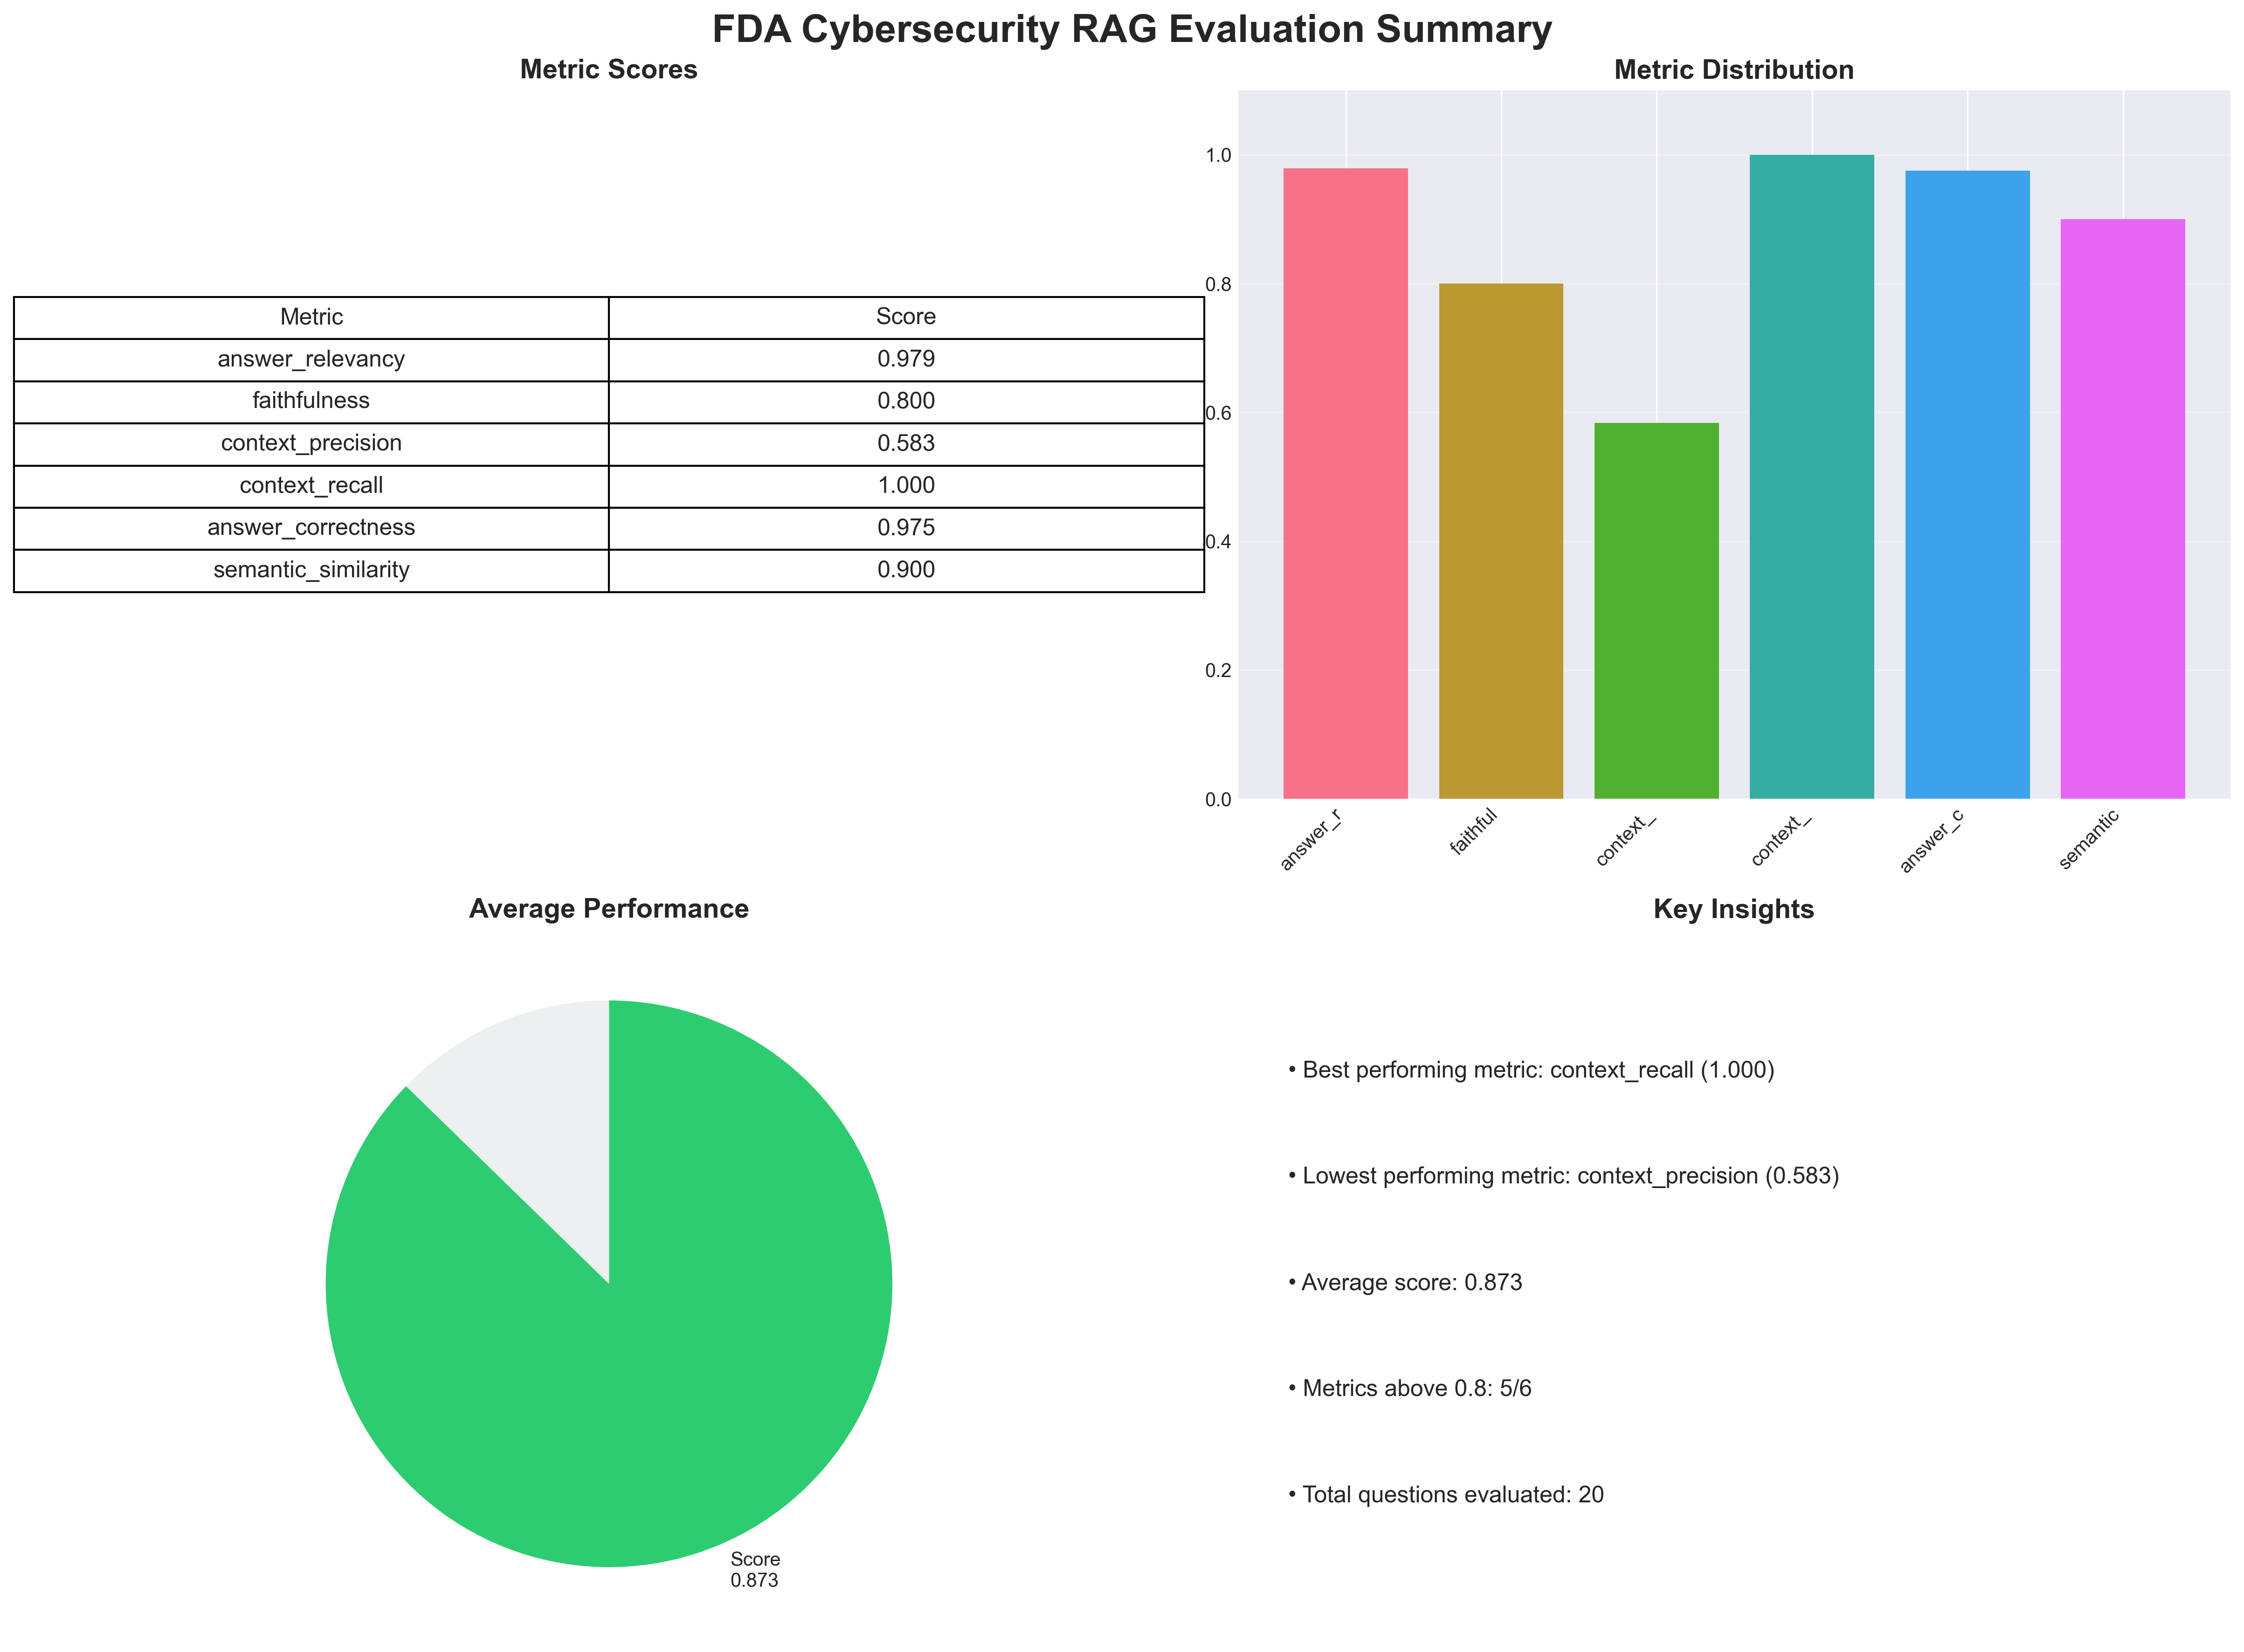 FDA Cybersecurity RAG Evaluation Summary
Metric Scores
Metric Score
answer_relevancy 0.979
faithfulness 0.800
context_precision 0.583
context_recall 1.000
answer_correctness 0.975
semantic_similarity 0.900
Metric Distribution
1.0
0.8
0.6
0.4
0.2
0.0
answer_r faithful context_ context_ answer_c semantic
Average Performance
Score
0.873
Key Insights
• Best performing metric: context_recall (1.000)
• Lowest performing metric: context_precision (0.583)
• Average score: 0.873
• Metrics above 0.8: 5/6
• Total questions evaluated: 20